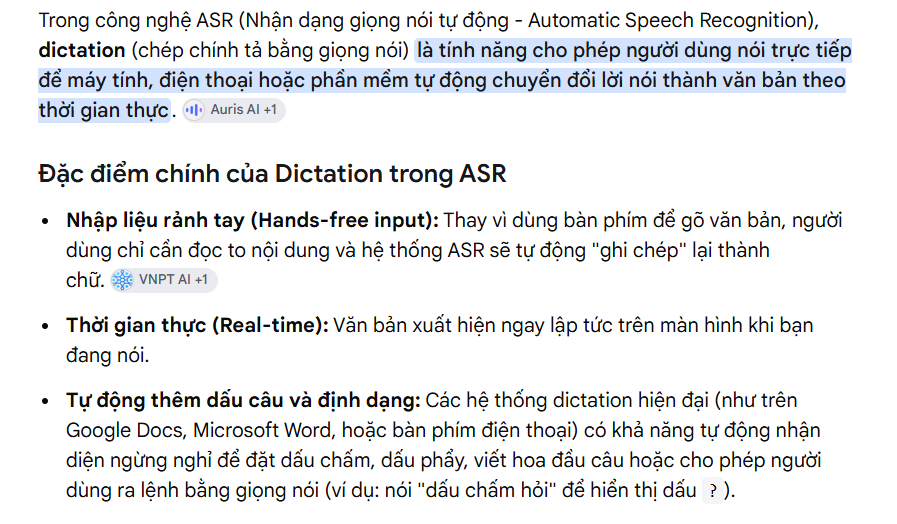 Trong công nghệ ASR (Nhận dạng giọng nói tự động - Automatic Speech Recognition),
dictation (chép chính tả bằng giọng nói) là tính năng cho phép người dùng nói trực tiếp
để máy tính, điện thoại hoặc phần mềm tự động chuyển đổi lời nói thành văn bản theo
thời gian thực. Auris AI +1
Đặc điểm chính của Dictation trong ASR
• Nhập liệu rảnh tay (Hands-free input): Thay vì dùng bàn phím để gõ văn bản, người
dùng chỉ cần đọc to nội dung và hệ thống ASR sẽ tự động "ghi chép" lại thành
chữ. VNPT AI +1
• Thời gian thực (Real-time): Văn bản xuất hiện ngay lập tức trên màn hình khi bạn
đang nói.
• Tự động thêm dấu câu và định dạng: Các hệ thống dictation hiện đại (như trên
Google Docs, Microsoft Word, hoặc bàn phím điện thoại) có khả năng tự động nhận
diện ngừng nghỉ để đặt dấu chấm, dấu phẩy, viết hoa đầu câu hoặc cho phép người
dùng ra lệnh bằng giọng nói (ví dụ: nói "dấu chấm hỏi" để hiển thị dấu ? ).